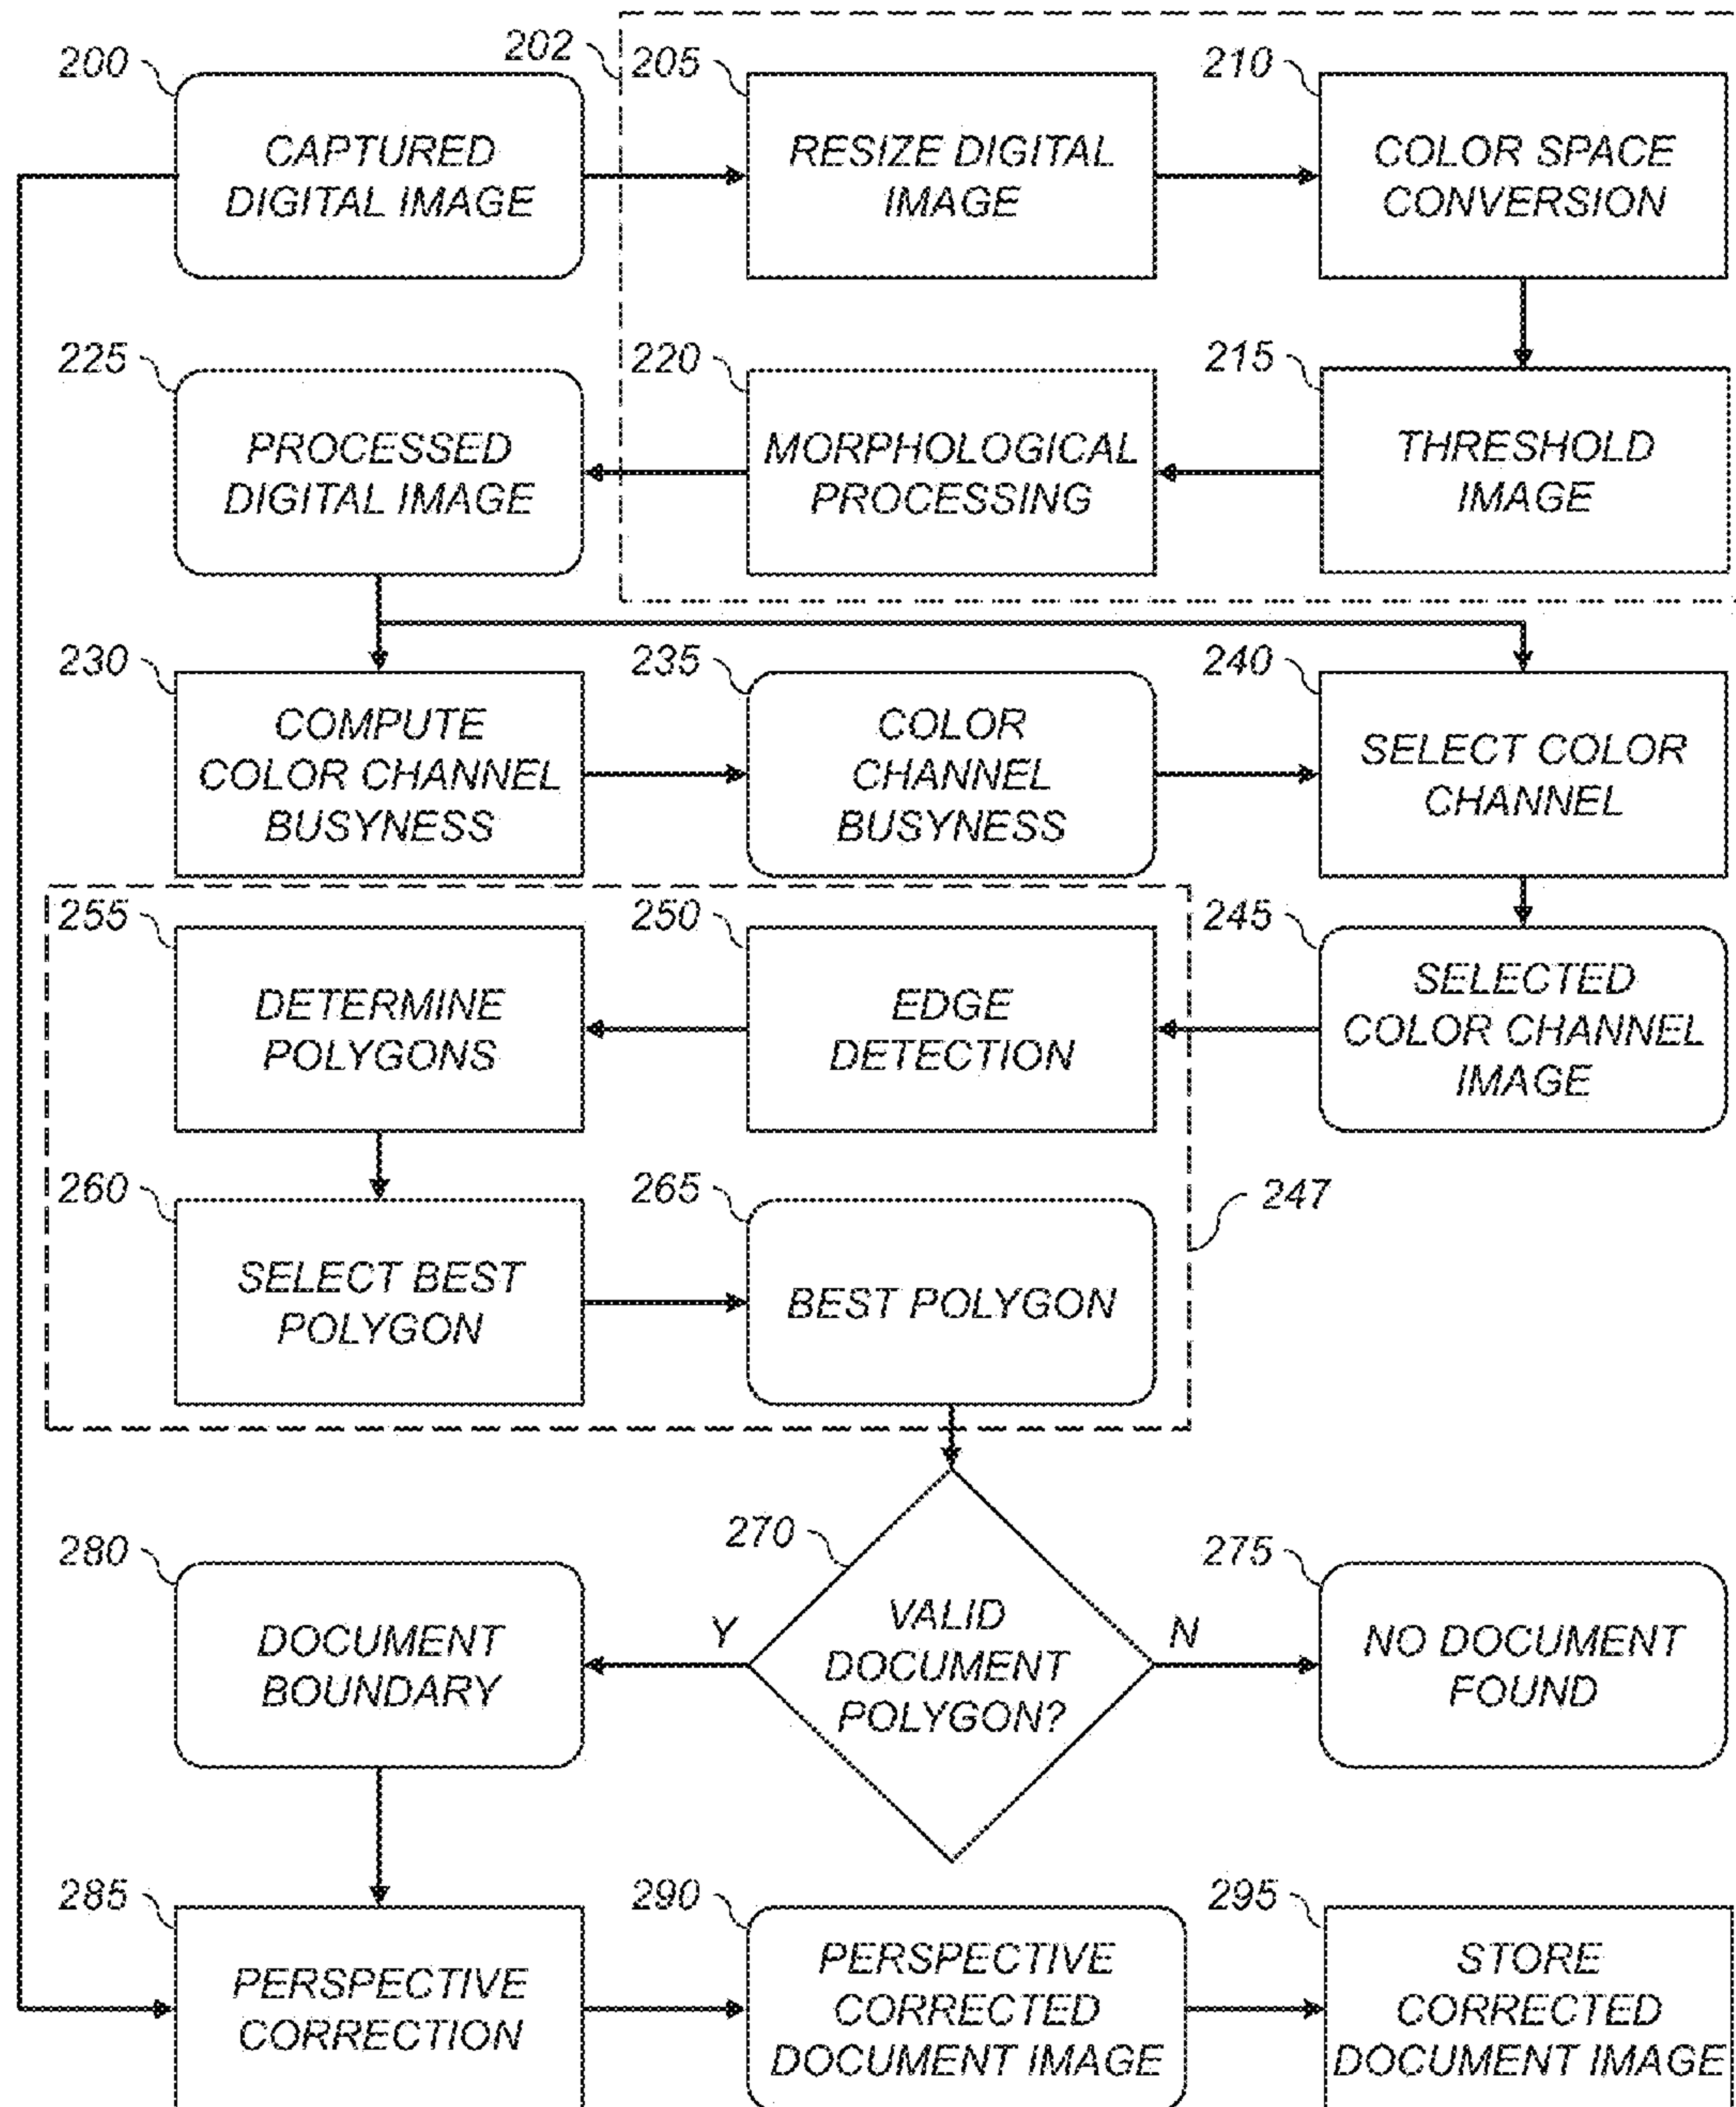 200
CAPTURED
DIGITAL IMAGE
202
205
RESIZE DIGITAL
IMAGE
210
COLOR SPACE
CONVERSION
225
PROCESSED
DIGITAL IMAGE
220
MORPHOLOGICAL
PROCESSING
215
THRESHOLD
IMAGE
230
COMPUTE
COLOR CHANNEL
BUSYNESS
235
COLOR
CHANNEL
BUSYNESS
240
SELECT COLOR
CHANNEL
255
DETERMINE
POLYGONS
250
EDGE
DETECTION
245
SELECTED
COLOR CHANNEL
IMAGE
260
SELECT BEST
POLYGON
265
BEST POLYGON
247
280
DOCUMENT
BOUNDARY
Y
270
VALID
DOCUMENT
POLYGON?
N
275
NO DOCUMENT
FOUND
285
PERSPECTIVE
CORRECTION
290
PERSPECTIVE
CORRECTED
DOCUMENT IMAGE
295
STORE
CORRECTED
DOCUMENT IMAGE